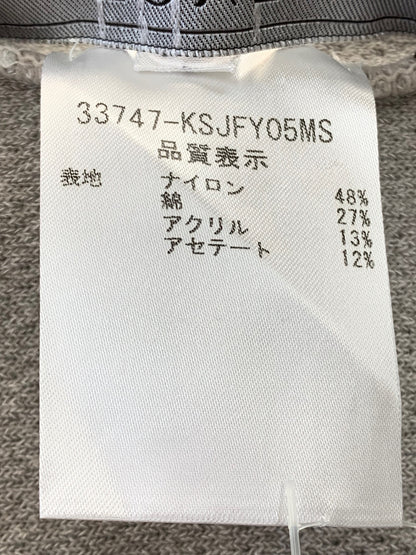 33747-KSJFY05MS
品質表示
表地 ナイロン 48%
綿 27%
アクリル 13%
アセテート 12%